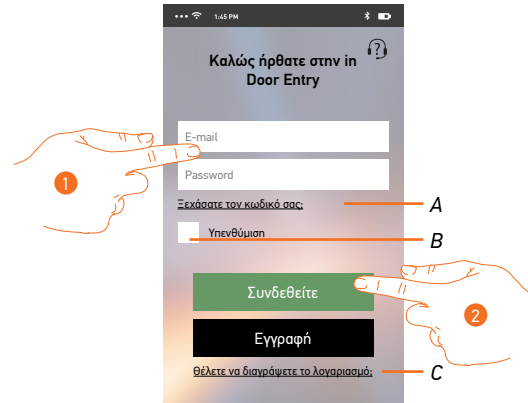 1:45 PM
Καλώς ήρθατε στην in
Door Entry
?
E-mail
1
Password
Ξεχάσατε τον κωδικό σας;
A
Υπενθύμιση
B
Συνδεθείτε
2
Εγγραφή
Θέλετε να διαγράψετε το λογαριασμό;
C